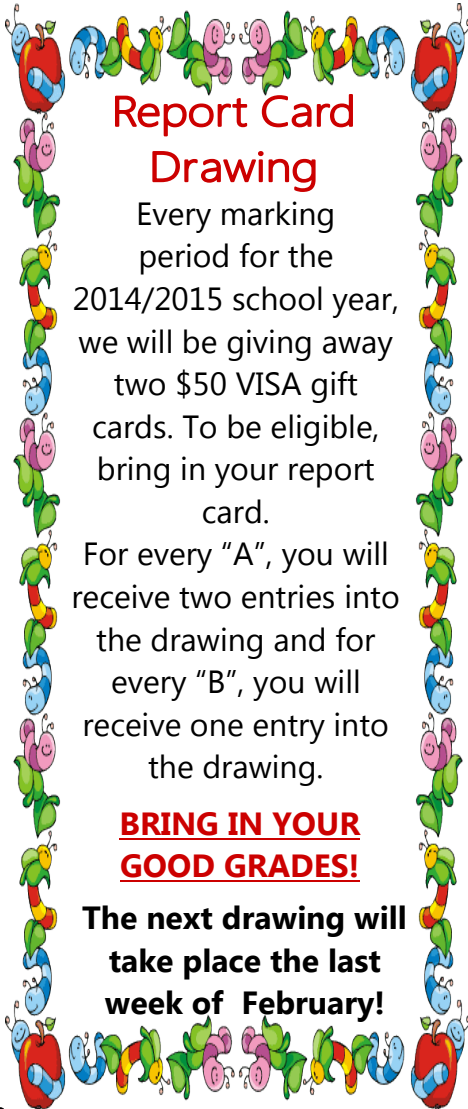 Report Card
Drawing
Every marking
period for the
2014/2015 school year,
we will be giving away
two $50 VISA gift
cards. To be eligible,
bring in your report
card.
For every “A”, you will
receive two entries into
the drawing and for
every “B”, you will
receive one entry into
the drawing.
BRING IN YOUR
GOOD GRADES!
The next drawing will
take place the last
week of  February!